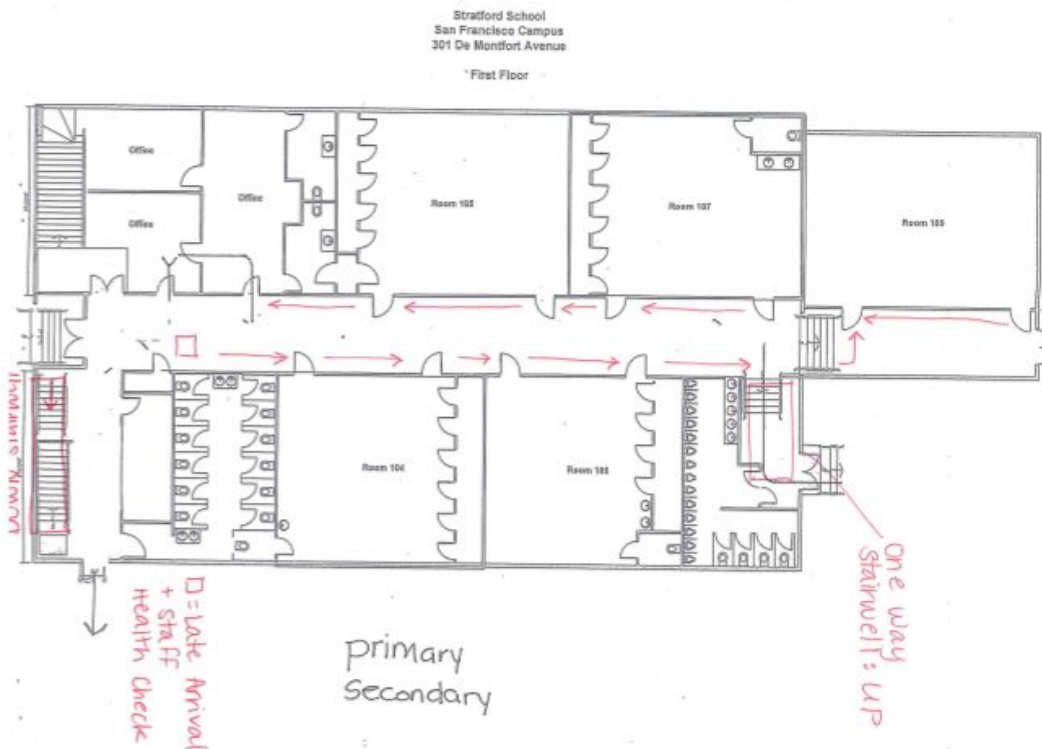 Stratford School
San Francisco Campus
301 De Montfort Avenue
First Floor
Office
Office
Office
Room 105
Room 107
Room 109
Room 104
Room 106
DOWN
□ = Late Arrival
+ Staff
Health Check
primary
Secondary
One way
Stairwell: UP